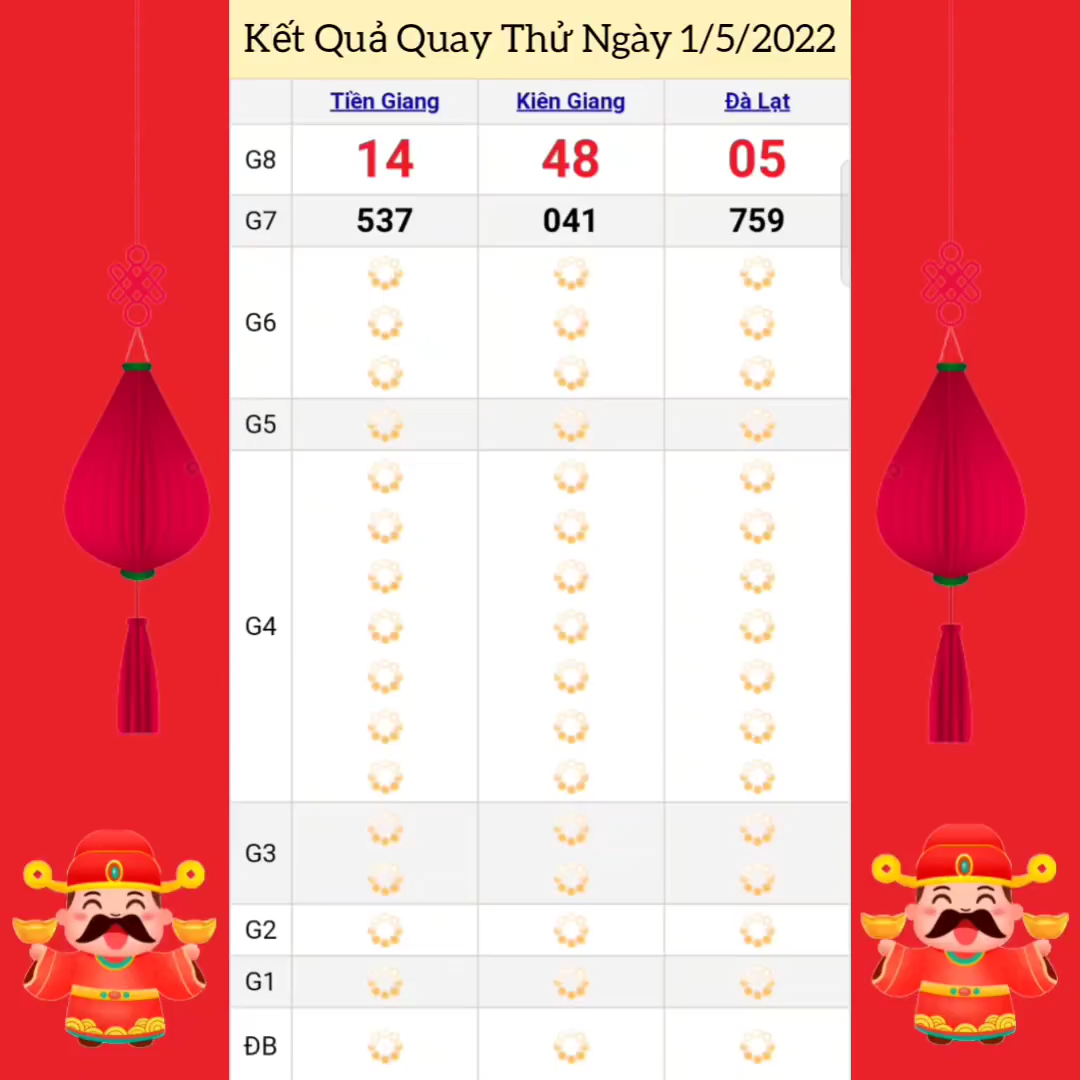 Kết Quả Quay Thử Ngày 1/5/2022
Tiền Giang Kiên Giang Đà Lạt
G8 14 48 05
G7 537 041 759
G6
G5
G4
G3
G2
G1
ĐB